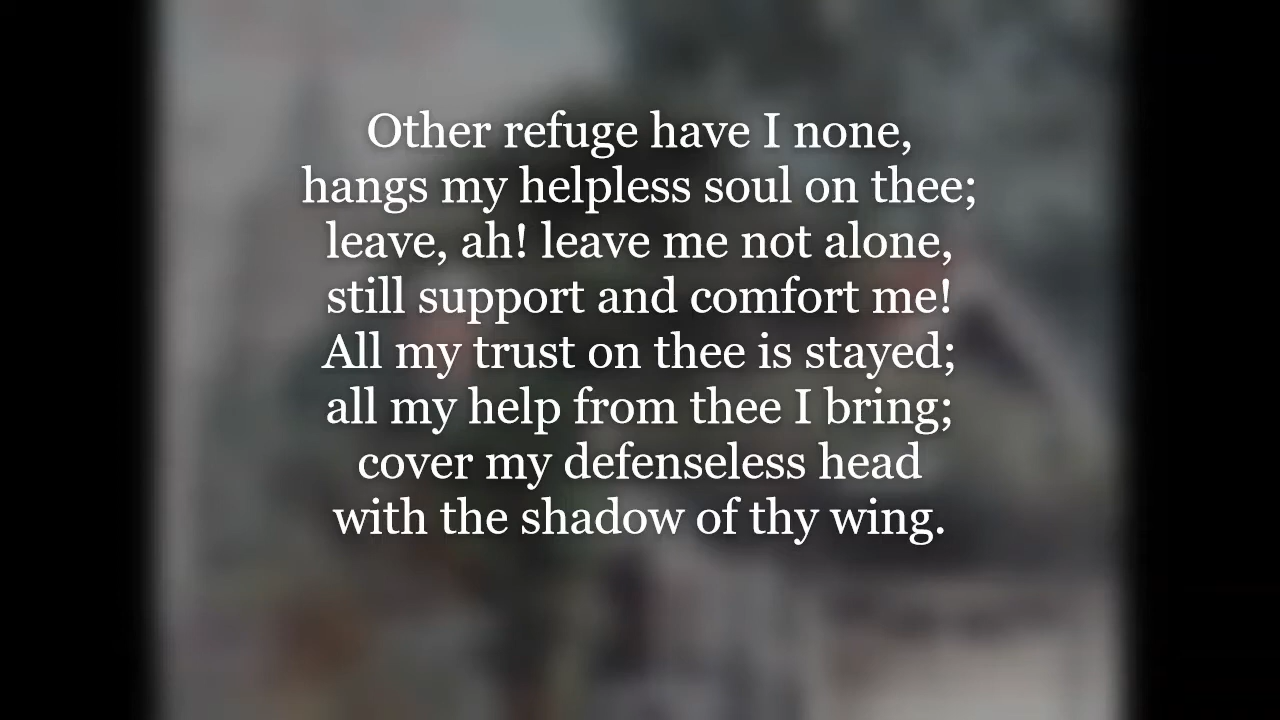 Other refuge have I none,
hangs my helpless soul on thee;
leave, ah! leave me not alone,
still support and comfort me!
All my trust on thee is stayed;
all my help from thee I bring;
cover my defenseless head
with the shadow of thy wing.